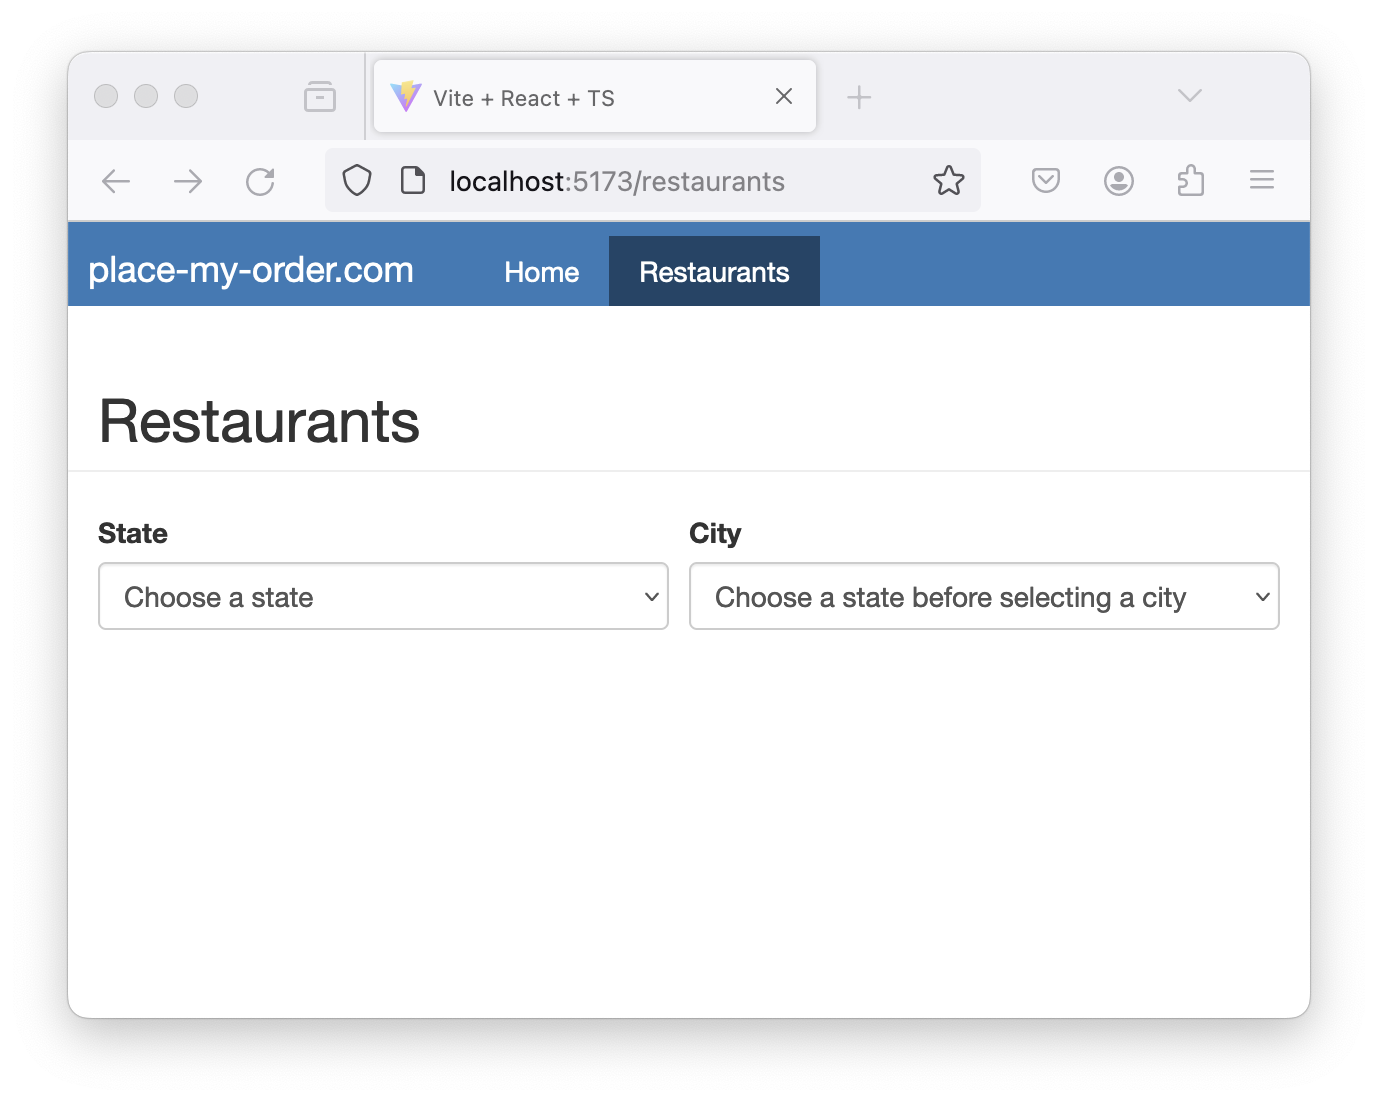 Vite + React + TS
localhost:5173/restaurants
place-my-order.com Home Restaurants
Restaurants
State City
Choose a state Choose a state before selecting a city